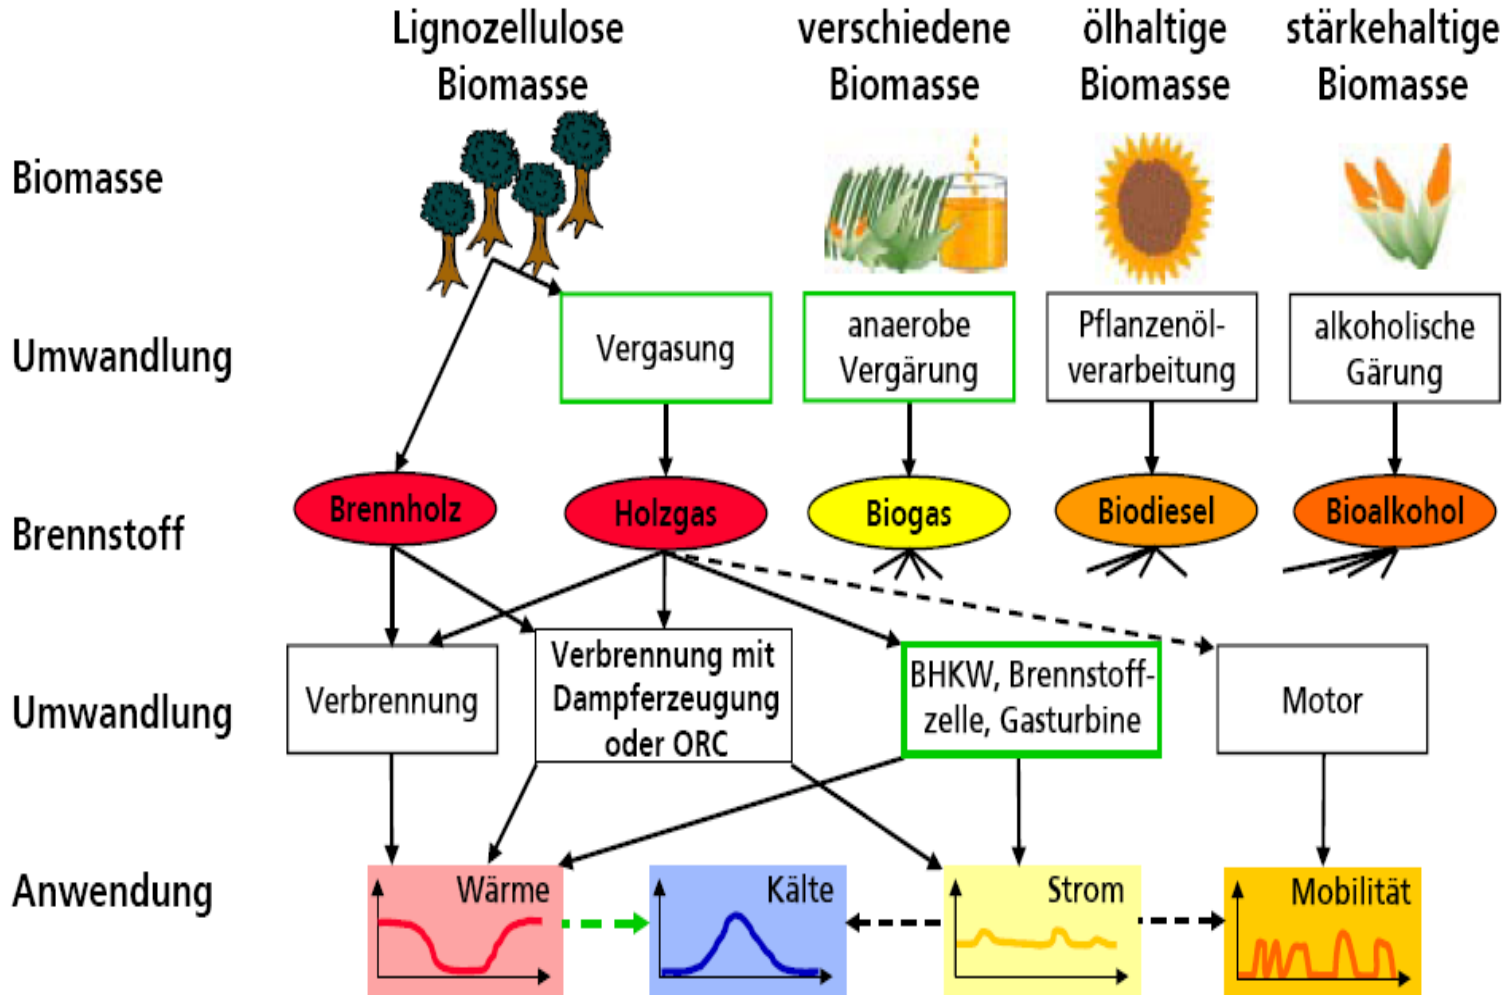 Lignozellulose
Biomasse
verschiedene
Biomasse
ölhaltige
Biomasse
stärkehaltige
Biomasse
Biomasse
Umwandlung
Vergasung
anaerobe
Vergärung
Pflanzenöl-
verarbeitung
alkoholische
Gärung
Brennstoff
Brennholz
Holzgas
Biogas
Biodiesel
Bioalkohol
Umwandlung
Verbrennung
Verbrennung mit
Dampferzeugung
oder ORC
BHKW, Brennstoff-
zelle, Gasturbine
Motor
Anwendung
Wärme
Kälte
Strom
Mobilität